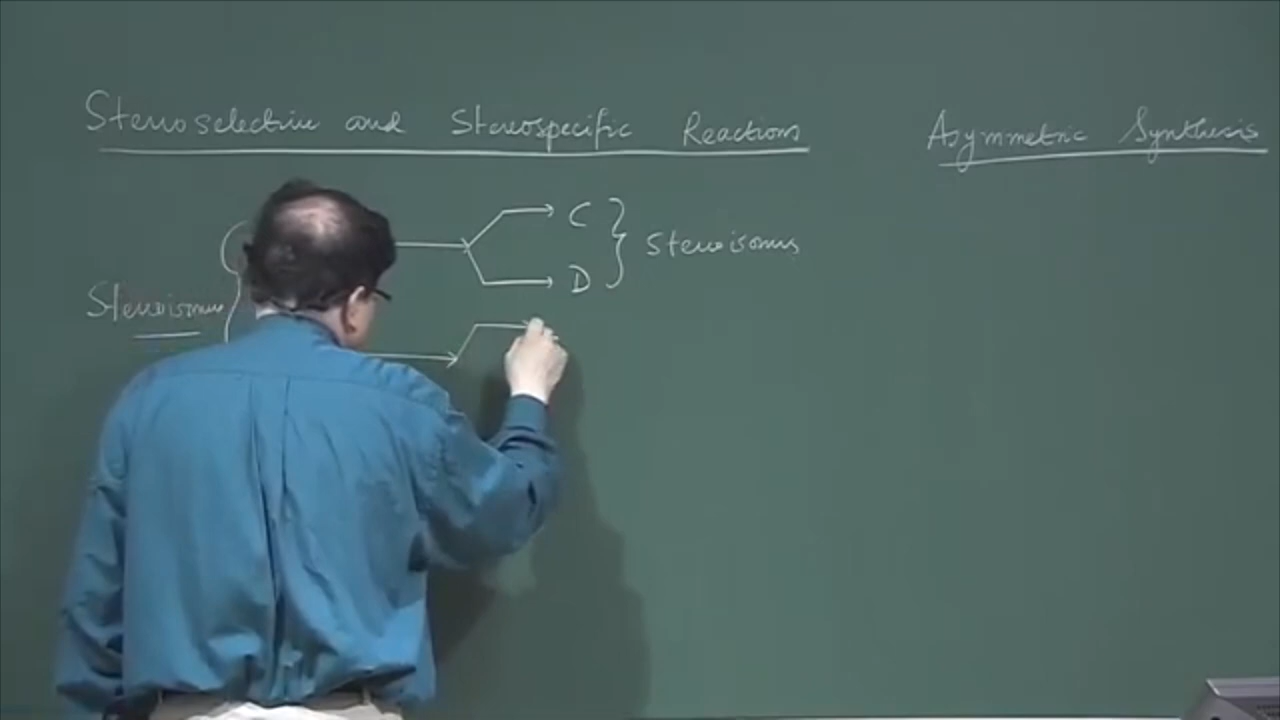 Stereoselective and Stereospecific Reactions
Asymmetric Synthesis
C
Stereoisomers
D
Stereoisomers